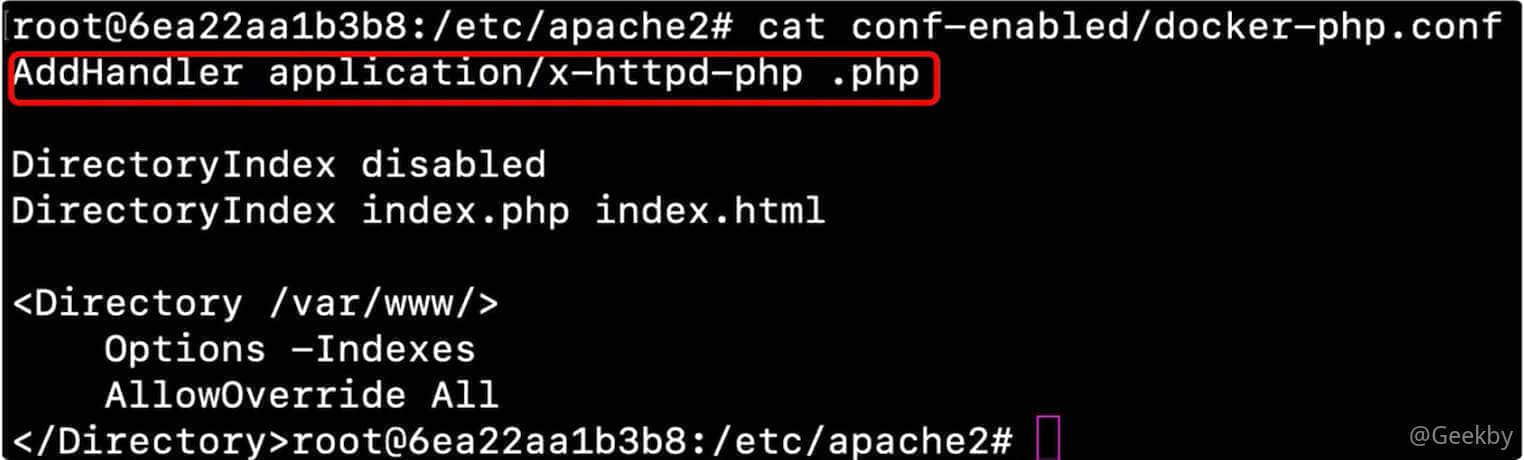 root@6ea22aa1b3b8:/etc/apache2# cat conf-enabled/docker-php.conf
AddHandler application/x-httpd-php .php
DirectoryIndex disabled
DirectoryIndex index.php index.html
<Directory /var/www/>
    Options -Indexes
    AllowOverride All
</Directory>root@6ea22aa1b3b8:/etc/apache2#
@Geekby